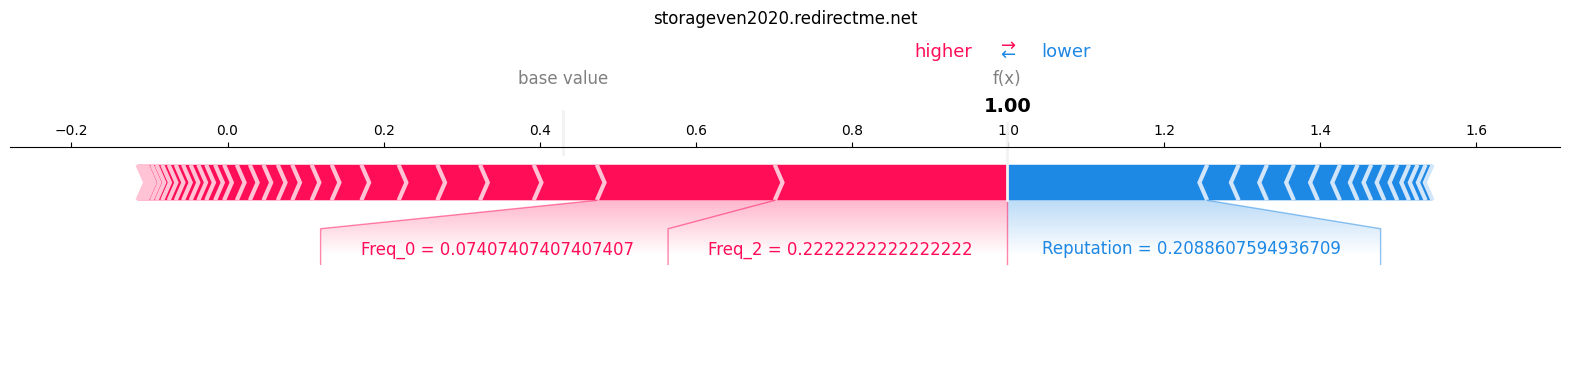 storageven2020.redirectme.net
higher ⇄ lower
base value f(x)
1.00
−0.2 0.0 0.2 0.4 0.6 0.8 1.0 1.2 1.4 1.6
Freq_0 = 0.07407407407407407 Freq_2 = 0.2222222222222222 Reputation = 0.2088607594936709